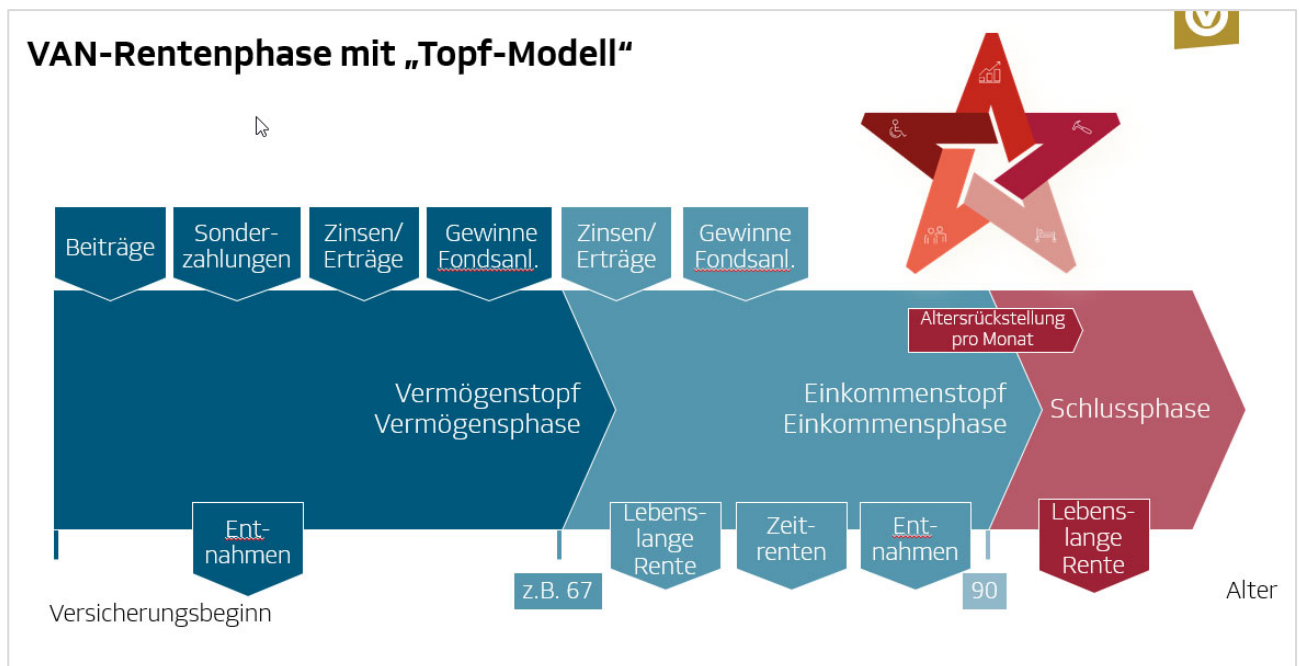 VAN-Rentenphase mit „Topf-Modell“
Beiträge
Sonder-
zahlungen
Zinsen/
Erträge
Gewinne
Fondsanl.
Zinsen/
Erträge
Gewinne
Fondsanl.
Altersrückstellung
pro Monat
Vermögenstopf
Vermögensphase
Einkommenstopf
Einkommensphase
Schlussphase
Ent-
nahmen
Lebens-
lange
Rente
Zeit-
renten
Ent-
nahmen
Lebens-
lange
Rente
z.B. 67
90
Alter
Versicherungsbeginn